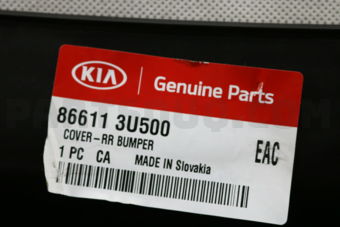 KIA
Genuine Parts
86611 3U500
COVER-RR BUMPER
1 PC CA MADE IN Slovakia
EAC